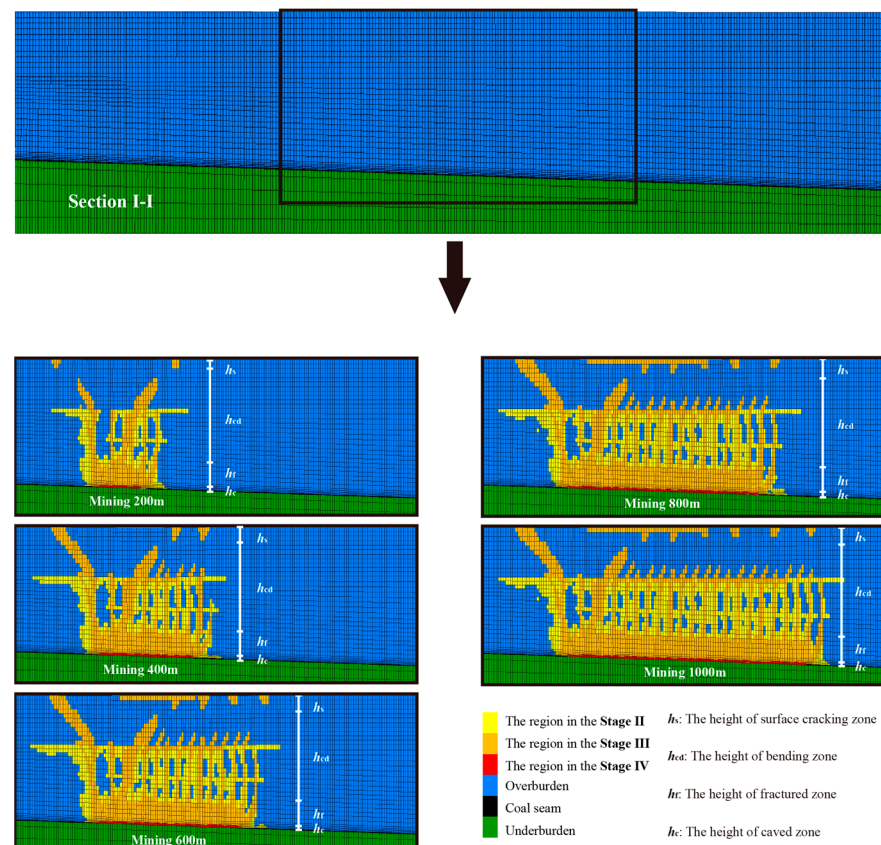 Section I-I
hs
hcd
hf
hc
Mining 200m
hs
hcd
hf
hc
Mining 400m
hs
hcd
hf
hc
Mining 600m
hs
hcd
hf
hc
Mining 800m
hs
hcd
hf
hc
Mining 1000m
The region in the Stage II
The region in the Stage III
The region in the Stage IV
Overburden
Coal seam
Underburden
hs: The height of surface cracking zone
hcd: The height of bending zone
hf: The height of fractured zone
hc: The height of caved zone